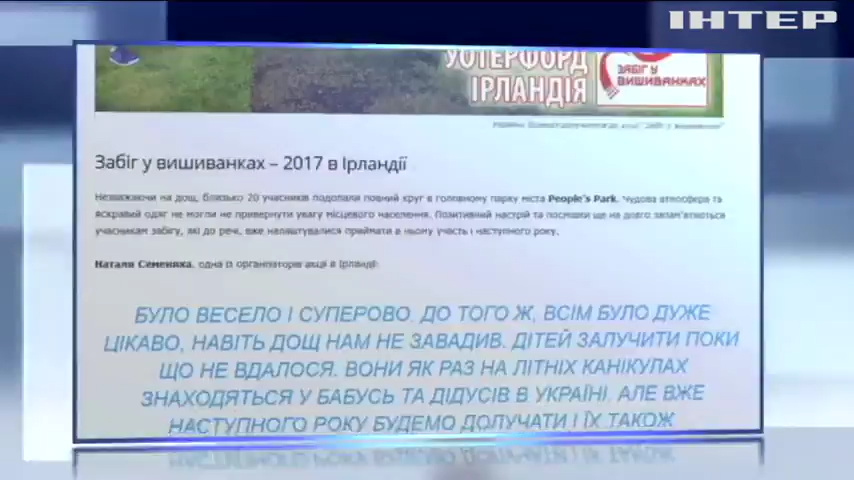 ІНТЕР
УОТЕРФОРД
ІРЛАНДІЯ
ЗАБІГ У
ВИШИВАНКАХ
Забіг у вишиванках – 2017 в Ірландії
Незважаючи на дощ, близько 20 учасників подолали повний круг в головному парку міста People's Park. Чудова атмосфера та
яскравий одяг не могли не привернути увагу місцевого населення. Позитивний настрій та посмішки ще на довго запам'ятаються
учасникам забігу, які до речі, вже налаштувалися приймати в ньому участь і наступного року.
Наталя Семеняка, одна із організаторів акції в Ірландії:
БУЛО ВЕСЕЛО І СУПЕРОВО. ДО ТОГО Ж, ВСІМ БУЛО ДУЖЕ
ЦІКАВО, НАВІТЬ ДОЩ НАМ НЕ ЗАВАДИВ. ДІТЕЙ ЗАЛУЧИТИ ПОКИ
ЩО НЕ ВДАЛОСЯ. ВОНИ ЯК РАЗ НА ЛІТНІХ КАНІКУЛАХ
ЗНАХОДЯТЬСЯ У БАБУСЬ ТА ДІДУСІВ В УКРАЇНІ. АЛЕ ВЖЕ
НАСТУПНОГО РОКУ БУДЕМО ДОЛУЧАТИ І ЇХ ТАКОЖ